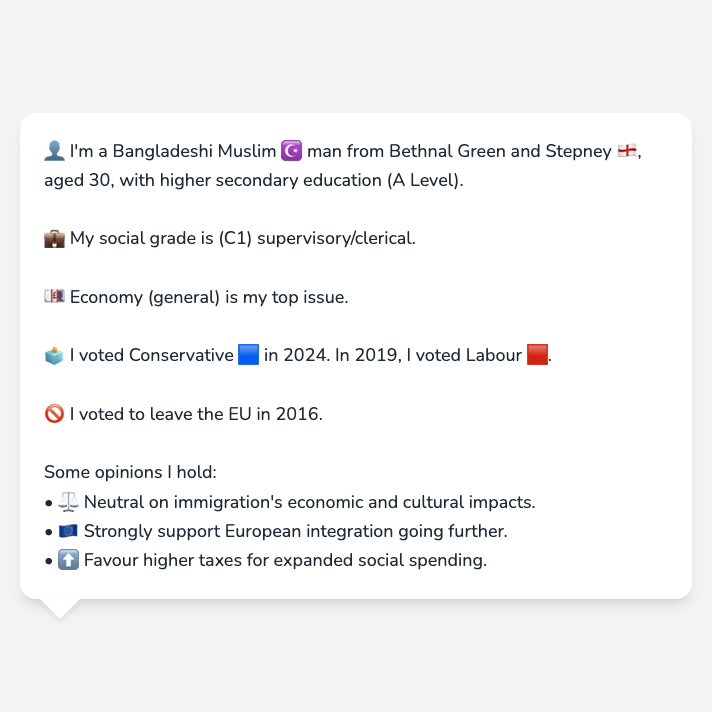 👤 I'm a Bangladeshi Muslim ☪️ man from Bethnal Green and Stepney 🏴󠁧󠁢󠁥󠁮󠁧󠁿,
aged 30, with higher secondary education (A Level).
💼 My social grade is (C1) supervisory/clerical.
💷 Economy (general) is my top issue.
🗳️ I voted Conservative 🟦 in 2024. In 2019, I voted Labour 🟥.
🚫 I voted to leave the EU in 2016.
Some opinions I hold:
• ⚖️ Neutral on immigration's economic and cultural impacts.
• 🇪🇺 Strongly support European integration going further.
• ⬆️ Favour higher taxes for expanded social spending.